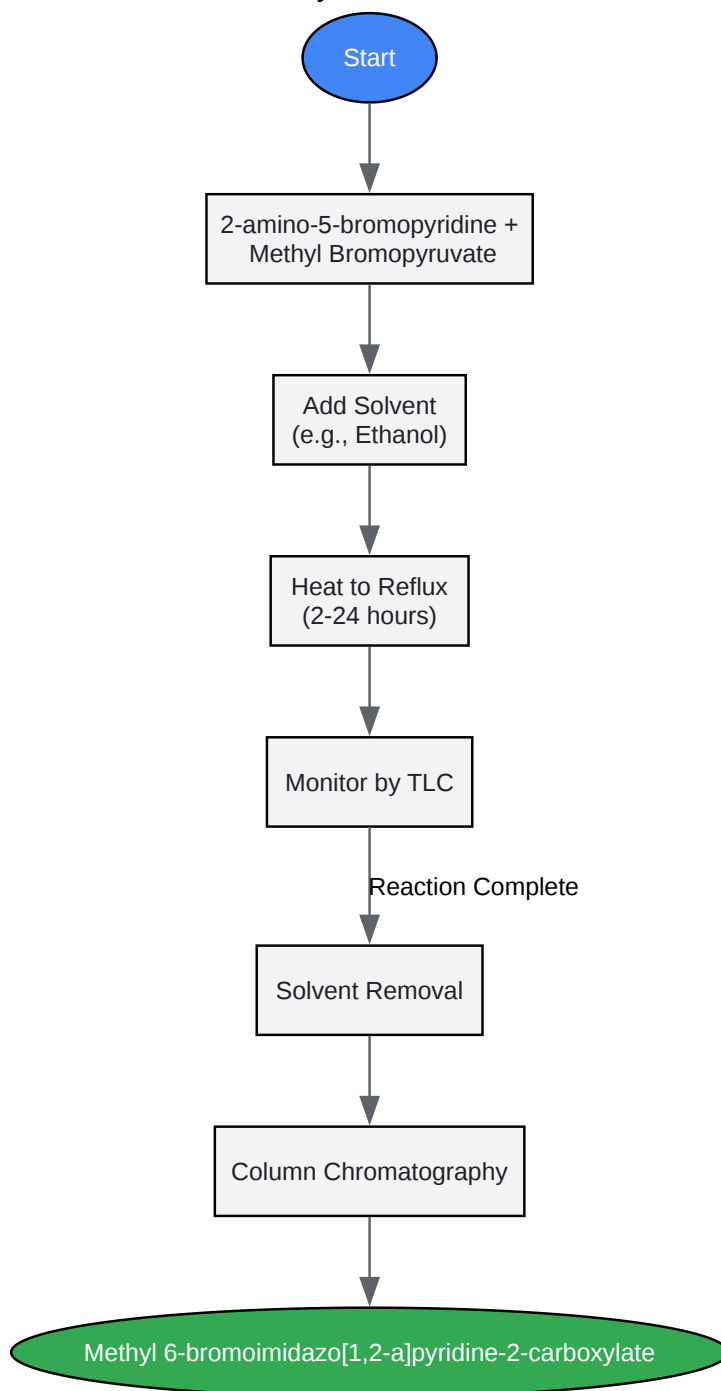 Start
2-amino-5-bromopyridine +
Methyl Bromopyruvate
Add Solvent
(e.g., Ethanol)
Heat to Reflux
(2-24 hours)
Monitor by TLC
Reaction Complete
Solvent Removal
Column Chromatography
Methyl 6-bromoimidazo[1,2-a]pyridine-2-carboxylate